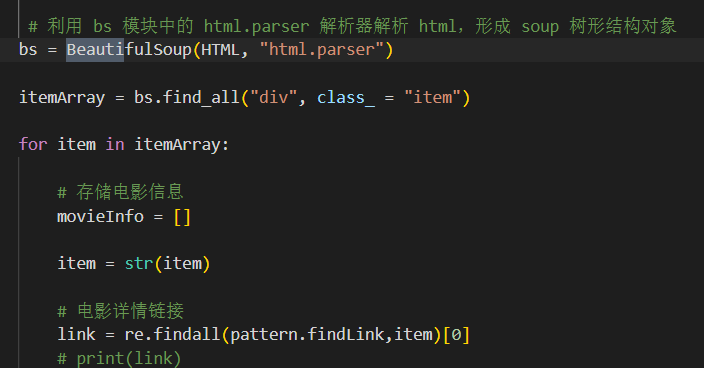 # 利用 bs 模块中的 html.parser 解析器解析 html，形成 soup 树形结构对象
bs = BeautifulSoup(HTML, "html.parser")
itemArray = bs.find_all("div", class_ = "item")
for item in itemArray:
# 存储电影信息
movieInfo = []
item = str(item)
# 电影详情链接
link = re.findall(pattern.findLink,item)[0]
# print(link)